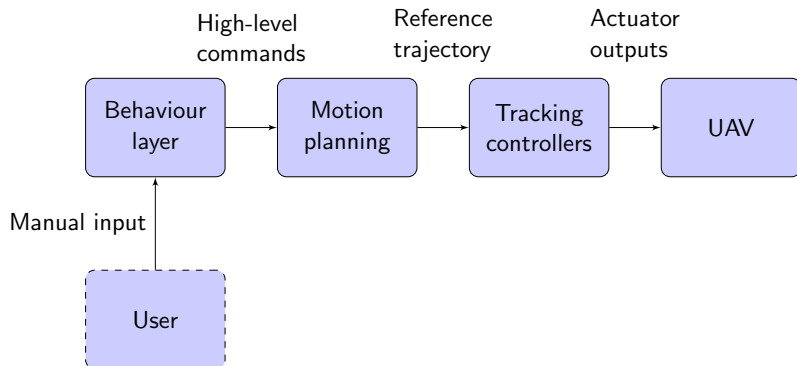 High-level
commands
Reference
trajectory
Actuator
outputs
Behaviour
layer
Motion
planning
Tracking
controllers
UAV
Manual input
User